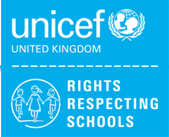 unicef
UNITED KINGDOM
RIGHTS
RESPECTING
SCHOOLS